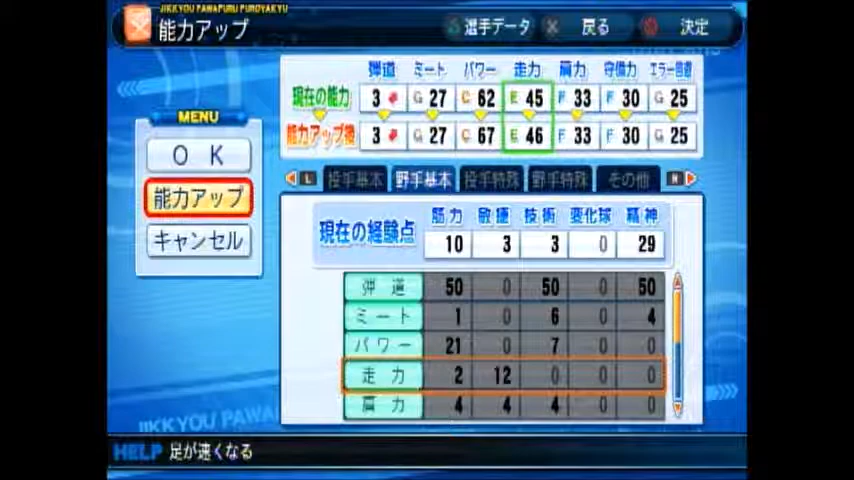 JIKKYOU PAWAFURU PUROYAKYU
能力アップ 選手データ 戻る 決定
弾道 ミート パワー 走力 肩力 守備力 エラー回避
現在の能力 3 G 27 C 62 E 45 F 33 F 30 G 25
能力アップ後 3 G 27 C 67 E 46 F 33 F 30 G 25
MENU
OK
能力アップ
キャンセル
L 投手基本 野手基本 投手特殊 野手特殊 その他 R
筋力 敏捷 技術 変化球 精神
現在の経験点 10 3 3 0 29
弾道 50 0 50 0 50
ミート 1 0 6 0 4
パワー 21 0 7 0 0
走力 2 12 0 0 0
肩力 4 4 4 0 0
JIKKYOU PAWA
HELP 足が速くなる